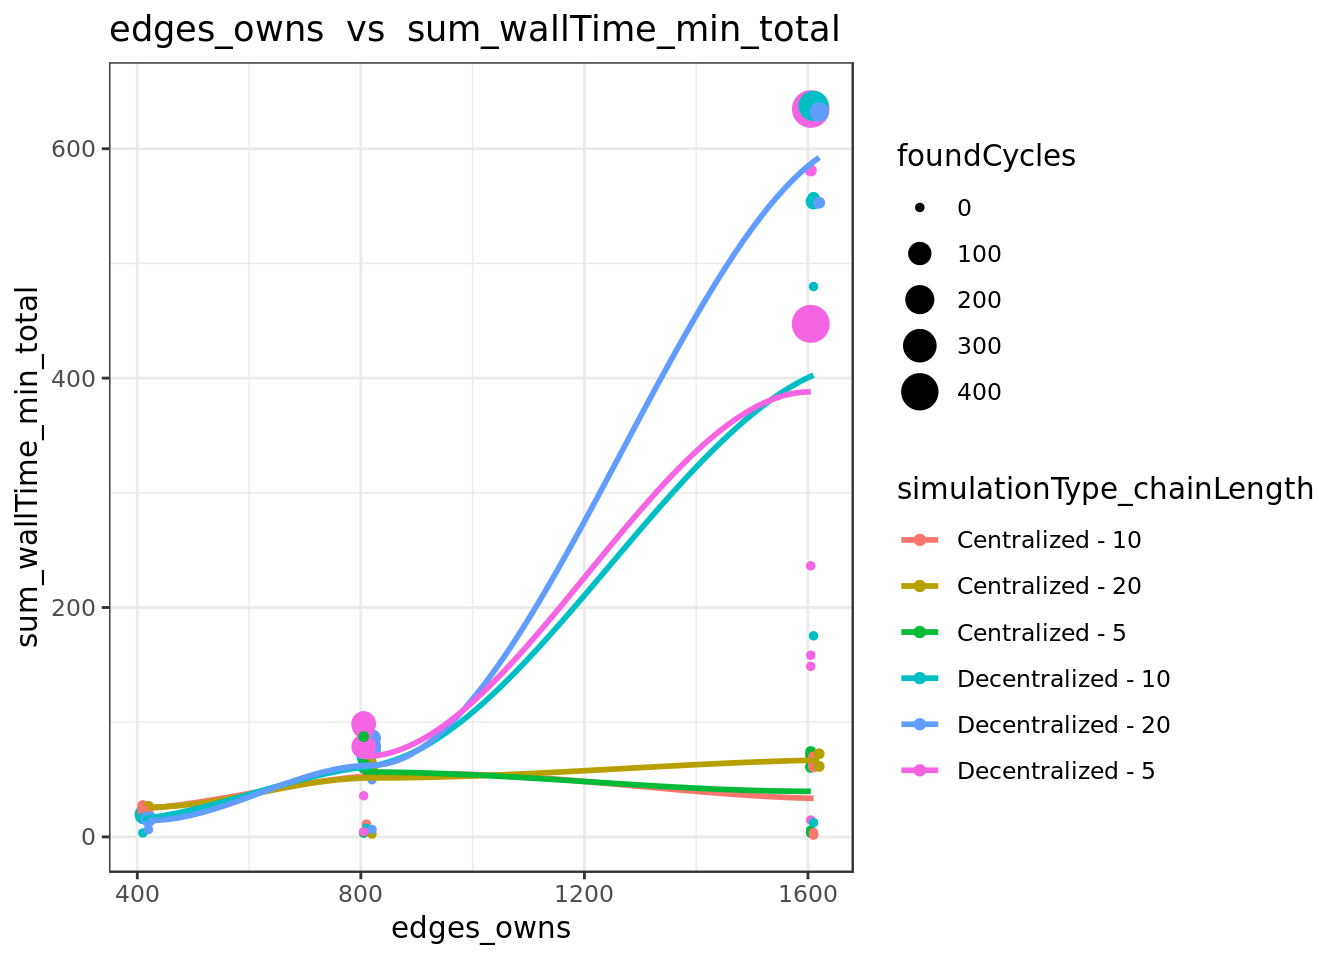 edges_owns  vs  sum_wallTime_min_total
sum_wallTime_min_total
600
400
200
0
400
800
1200
1600
edges_owns
foundCycles
0
100
200
300
400
simulationType_chainLength
Centralized - 10
Centralized - 20
Centralized - 5
Decentralized - 10
Decentralized - 20
Decentralized - 5